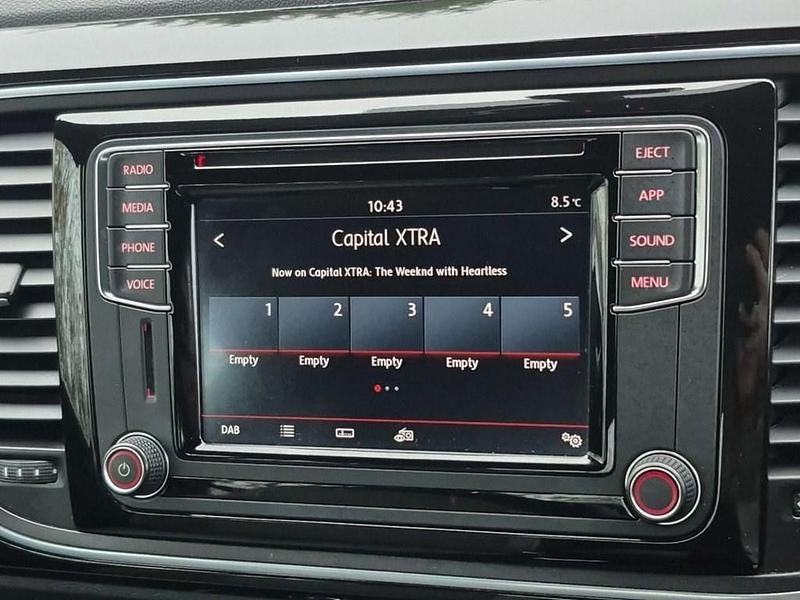 RADIO
MEDIA
PHONE
VOICE
10:43
8.5°C
< Capital XTRA >
Now on Capital XTRA: The Weeknd with Heartless
1 2 3 4 5
Empty Empty Empty Empty Empty
DAB
EJECT
APP
SOUND
MENU